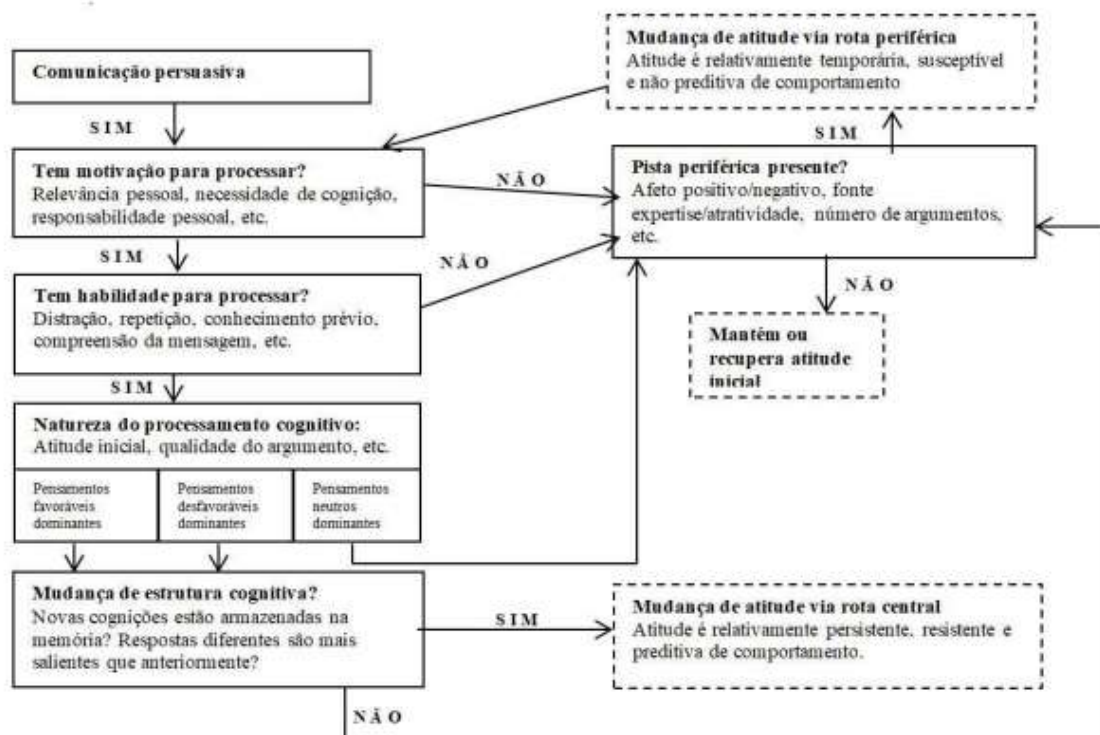 Comunicação persuasiva
SIM
Tem motivação para processar?
Relevância pessoal, necessidade de cognição,
responsabilidade pessoal, etc.
NÃO
SIM
Tem habilidade para processar?
Distração, repetição, conhecimento prévio,
compreensão da mensagem, etc.
NÃO
SIM
Natureza do processamento cognitivo:
Atitude inicial, qualidade do argumento, etc.
Pensamentos
favoráveis
dominantes
Pensamentos
desfavoráveis
dominantes
Pensamentos
neutros
dominantes
Mudança de estrutura cognitiva?
Novas cognições estão armazenadas na
memória? Respostas diferentes são mais
salientes que anteriormente?
NÃO
SIM
Mudança de atitude via rota periférica
Atitude é relativamente temporária, susceptível
e não preditiva de comportamento
SIM
Pista periférica presente?
Afeto positivo/negativo, fonte
expertise/atratividade, número de argumentos,
etc.
NÃO
Mantém ou
recupera atitude
inicial
Mudança de atitude via rota central
Atitude é relativamente persistente, resistente e
preditiva de comportamento.